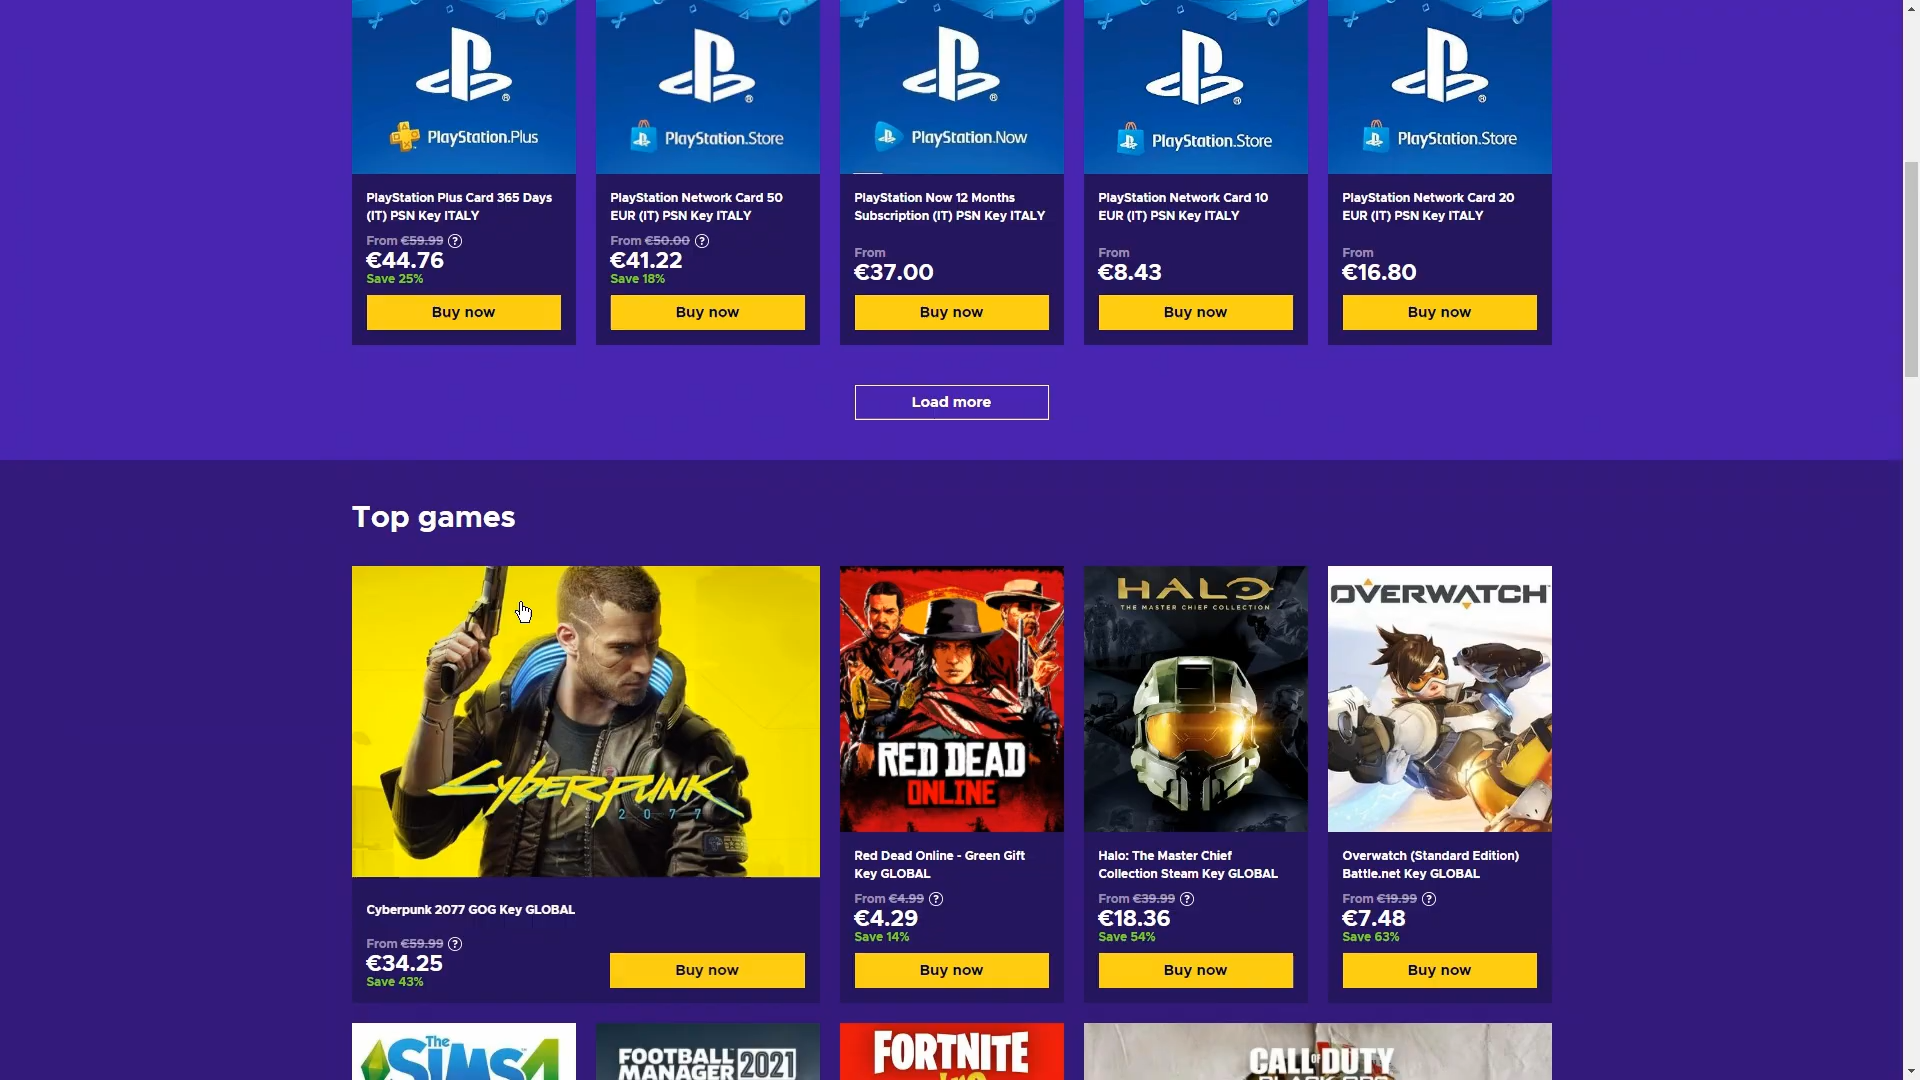 PlayStation.Plus
PlayStation.Store
PlayStation.Now
PlayStation.Store
PlayStation.Store
PlayStation Plus Card 365 Days
(IT) PSN Key ITALY
From €59.99 ?
€44.76
Save 25%
Buy now
PlayStation Network Card 50
EUR (IT) PSN Key ITALY
From €50.00 ?
€41.22
Save 18%
Buy now
PlayStation Now 12 Months
Subscription (IT) PSN Key ITALY
From
€37.00
Buy now
PlayStation Network Card 10
EUR (IT) PSN Key ITALY
From
€8.43
Buy now
PlayStation Network Card 20
EUR (IT) PSN Key ITALY
From
€16.80
Buy now
Load more
Top games
CYBERPUNK
2077
Cyberpunk 2077 GOG Key GLOBAL
From €59.99 ?
€34.25
Save 43%
Buy now
RED DEAD
ONLINE
Red Dead Online - Green Gift
Key GLOBAL
From €4.99 ?
€4.29
Save 14%
Buy now
HALO
THE MASTER CHIEF COLLECTION
Halo: The Master Chief
Collection Steam Key GLOBAL
From €39.99 ?
€18.36
Save 54%
Buy now
OVERWATCH
Overwatch (Standard Edition)
Battle.net Key GLOBAL
From €19.99 ?
€7.48
Save 63%
Buy now
The
SIMS 4
FOOTBALL
MANAGER 2021
FORTNITE
CALL OF DUTY